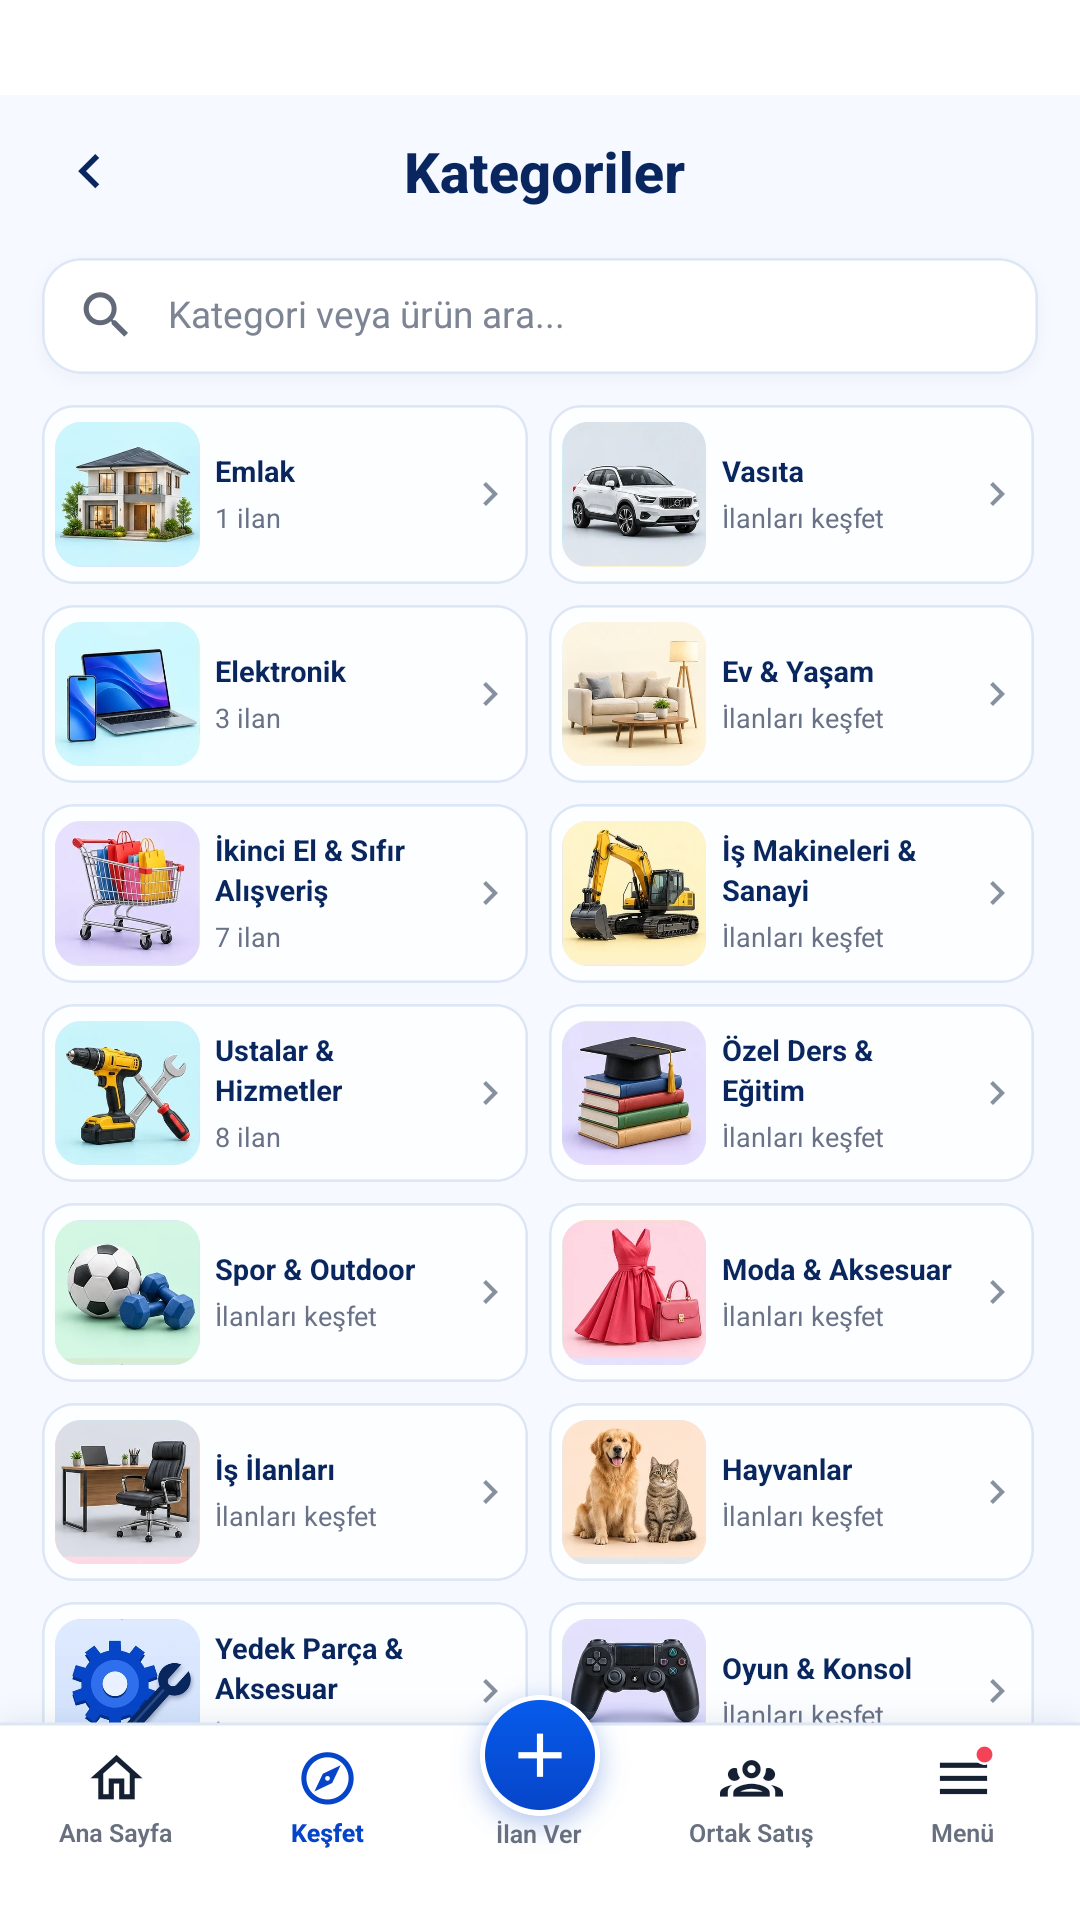 Kategoriler
Kategori veya ürün ara...
Emlak
1 ilan
Vasıta
İlanları keşfet
Elektronik
3 ilan
Ev & Yaşam
İlanları keşfet
İkinci El & Sıfır
Alışveriş
7 ilan
İş Makineleri &
Sanayi
İlanları keşfet
Ustalar &
Hizmetler
8 ilan
Özel Ders &
Eğitim
İlanları keşfet
Spor & Outdoor
İlanları keşfet
Moda & Aksesuar
İlanları keşfet
İş İlanları
İlanları keşfet
Hayvanlar
İlanları keşfet
Yedek Parça &
Aksesuar
Oyun & Konsol
İlanları keşfet
Ana Sayfa
Keşfet
İlan Ver
Ortak Satış
Menü